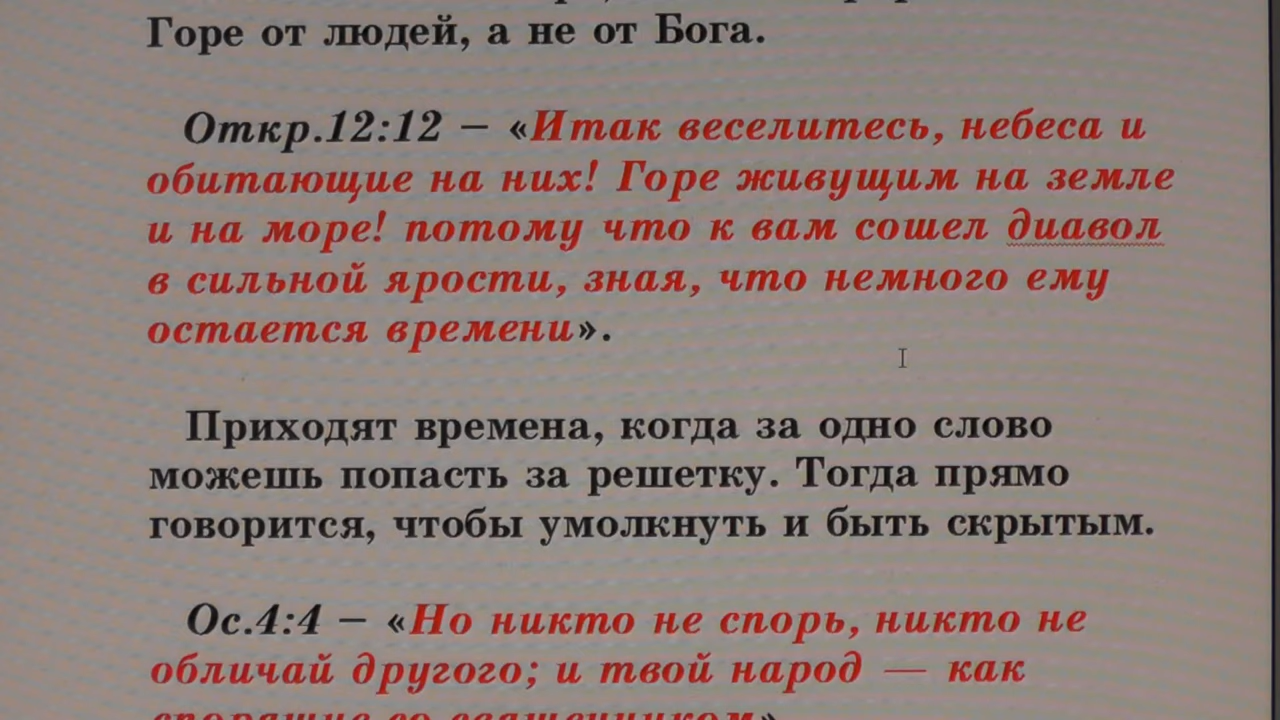 Горе от людей, а не от Бога.
Откр.12:12 – «Итак веселитесь, небеса и
обитающие на них! Горе живущим на земле
и на море! потому что к вам сошел диавол
в сильной ярости, зная, что немного ему
остается времени».
Приходят времена, когда за одно слово
можешь попасть за решетку. Тогда прямо
говорится, чтобы умолкнуть и быть скрытым.
Ос.4:4 – «Но никто не спорь, никто не
обличай другого; и твой народ — как
спорящие со священником»